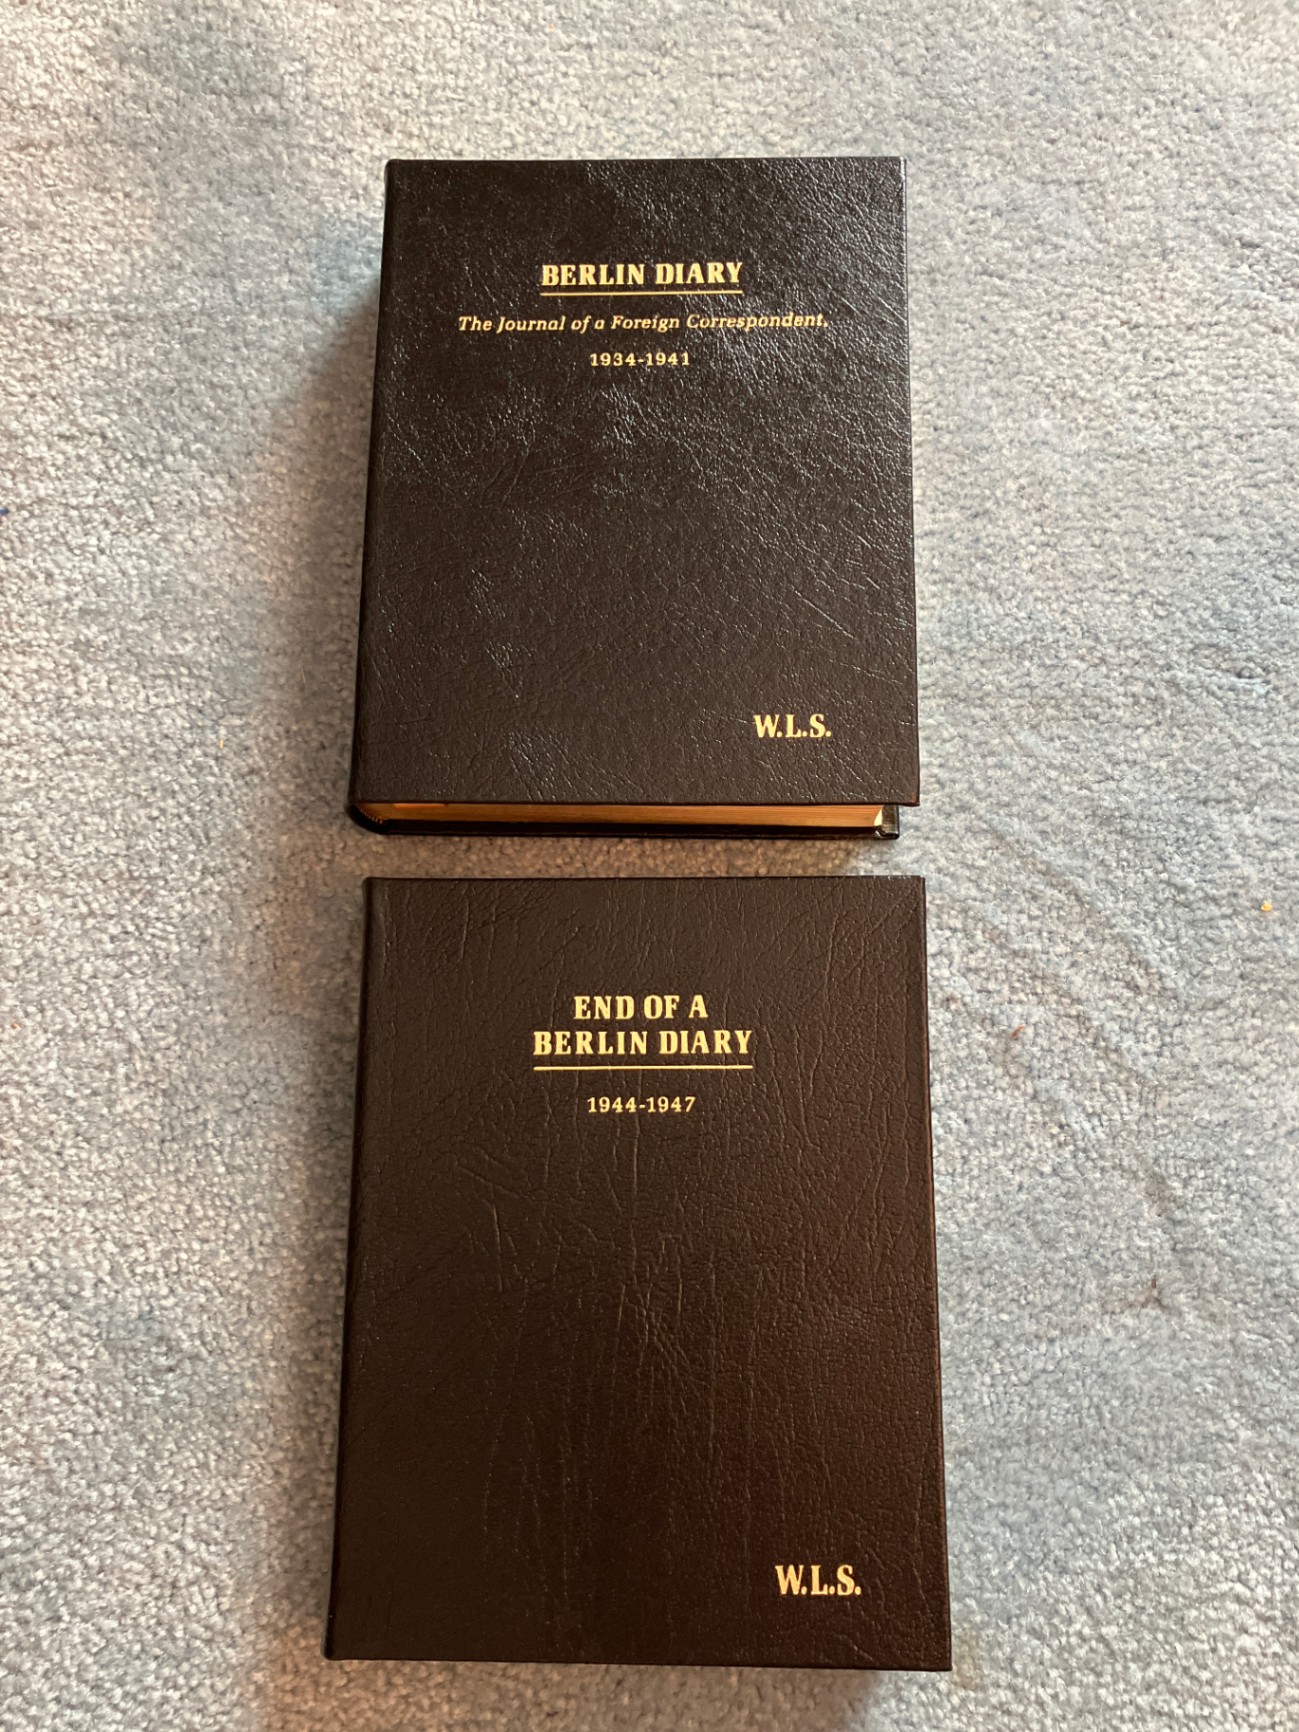 BERLIN DIARY
The Journal of a Foreign Correspondent,
1934-1941
W.L.S.
END OF A
BERLIN DIARY
1944-1947
W.L.S.